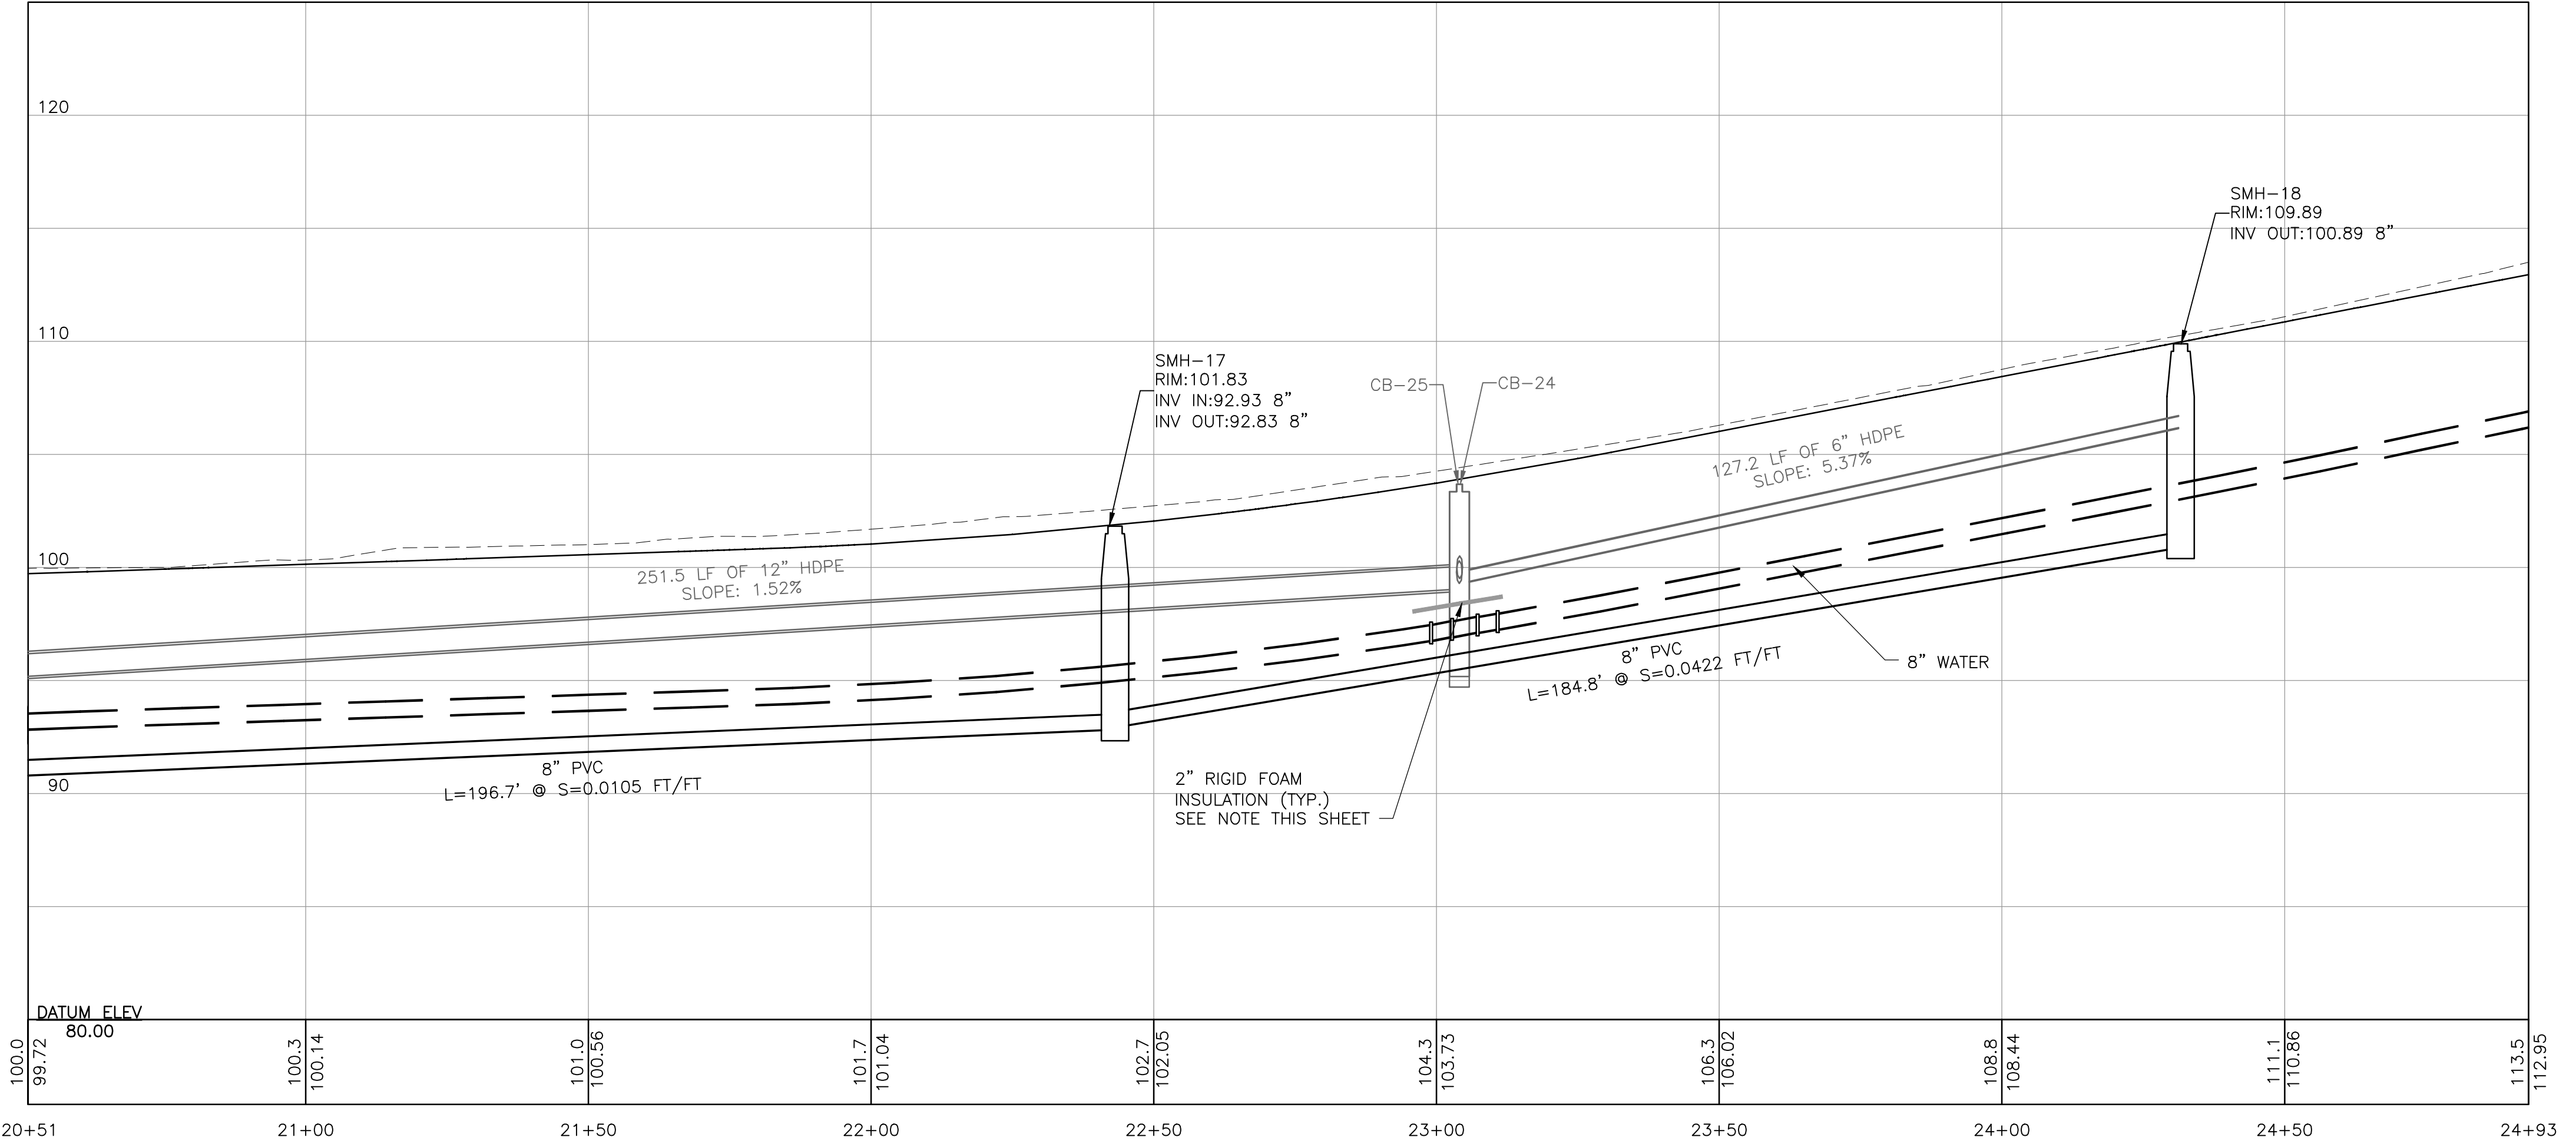 120
SMH-18
RIM:109.89
INV OUT:100.89 8"
110
SMH-17
RIM:101.83
INV IN:92.93 8"
INV OUT:92.83 8"
CB-25
CB-24
127.2 LF OF 6" HDPE
SLOPE: 5.37%
100
251.5 LF OF 12" HDPE
SLOPE: 1.52%
8" PVC
L=184.8' @ S=0.0422 FT/FT
8" WATER
90
8" PVC
L=196.7' @ S=0.0105 FT/FT
2" RIGID FOAM
INSULATION (TYP.)
SEE NOTE THIS SHEET
DATUM ELEV
80.00
100.0
99.72
100.3
100.14
101.0
100.56
101.7
101.04
102.7
102.05
104.3
103.73
106.3
106.02
108.8
108.44
111.1
110.86
113.5
112.95
20+51
21+00
21+50
22+00
22+50
23+00
23+50
24+00
24+50
24+93